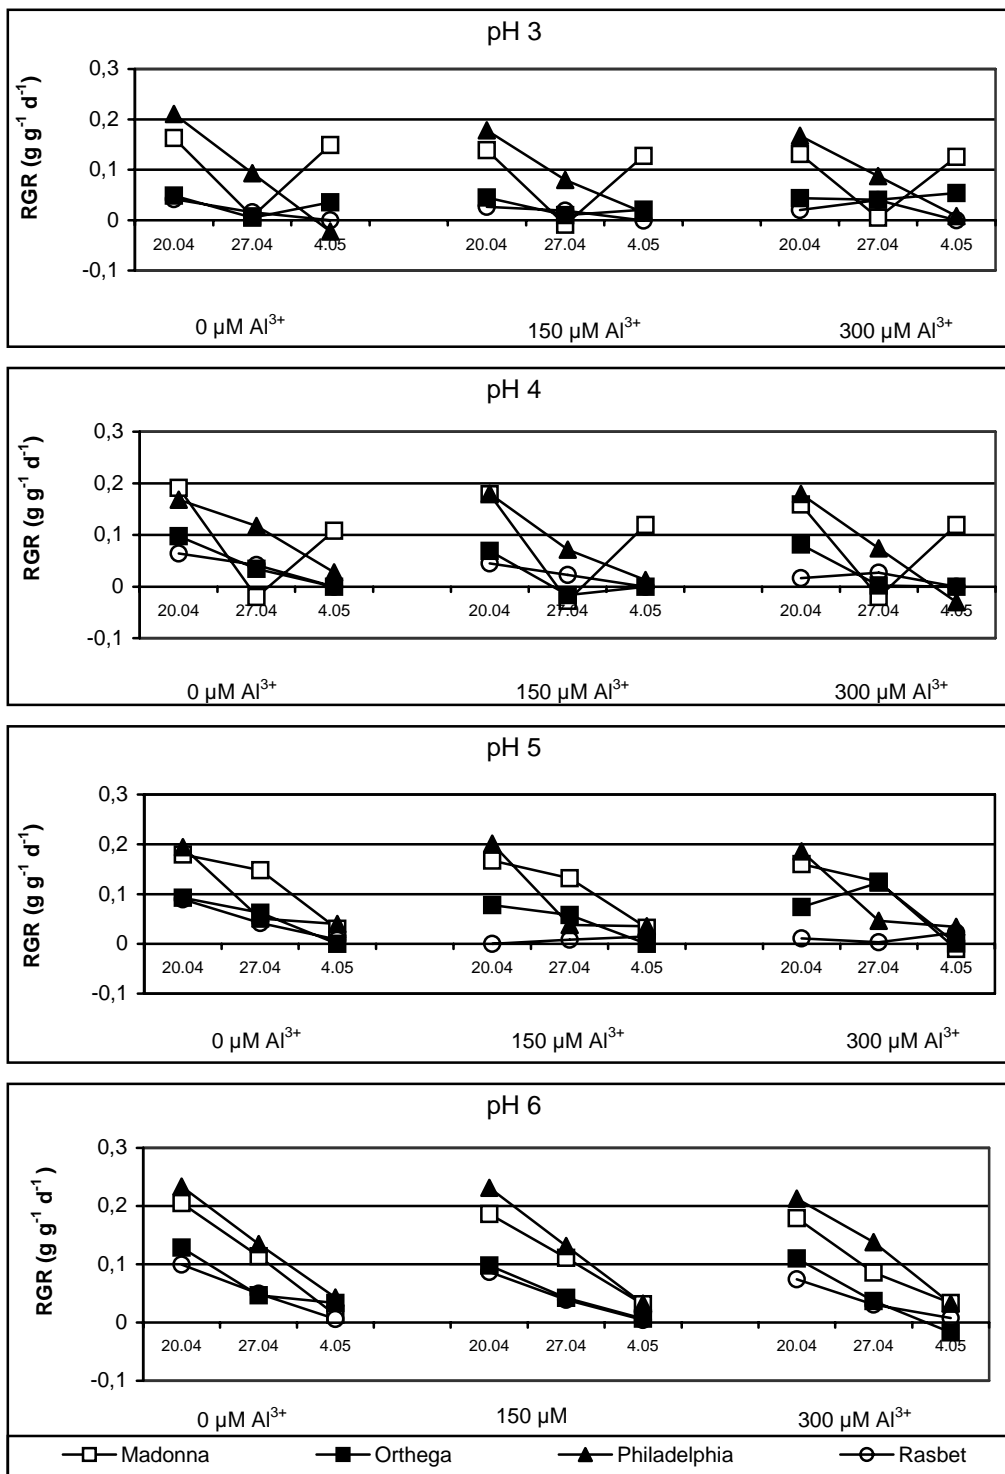 pH 3
RGR (g g⁻¹ d⁻¹)
0,3
0,2
0,1
0
-0,1
20.04 27.04 4.05 20.04 27.04 4.05 20.04 27.04 4.05
0 µM Al³⁺ 150 µM Al³⁺ 300 µM Al³⁺
pH 4
RGR (g g⁻¹ d⁻¹)
0,3
0,2
0,1
0
-0,1
20.04 27.04 4.05 20.04 27.04 4.05 20.04 27.04 4.05
0 µM Al³⁺ 150 µM Al³⁺ 300 µM Al³⁺
pH 5
RGR (g g⁻¹ d⁻¹)
0,3
0,2
0,1
0
-0,1
20.04 27.04 4.05 20.04 27.04 4.05 20.04 27.04 4.05
0 µM Al³⁺ 150 µM Al³⁺ 300 µM Al³⁺
pH 6
RGR (g g⁻¹ d⁻¹ )
0,3
0,2
0,1
0
-0,1
20.04 27.04 4.05 20.04 27.04 4.05 20.04 27.04 4.05
0 µM Al³⁺ 150 µM 300 µM Al³⁺
Madonna Orthega Philadelphia Rasbet